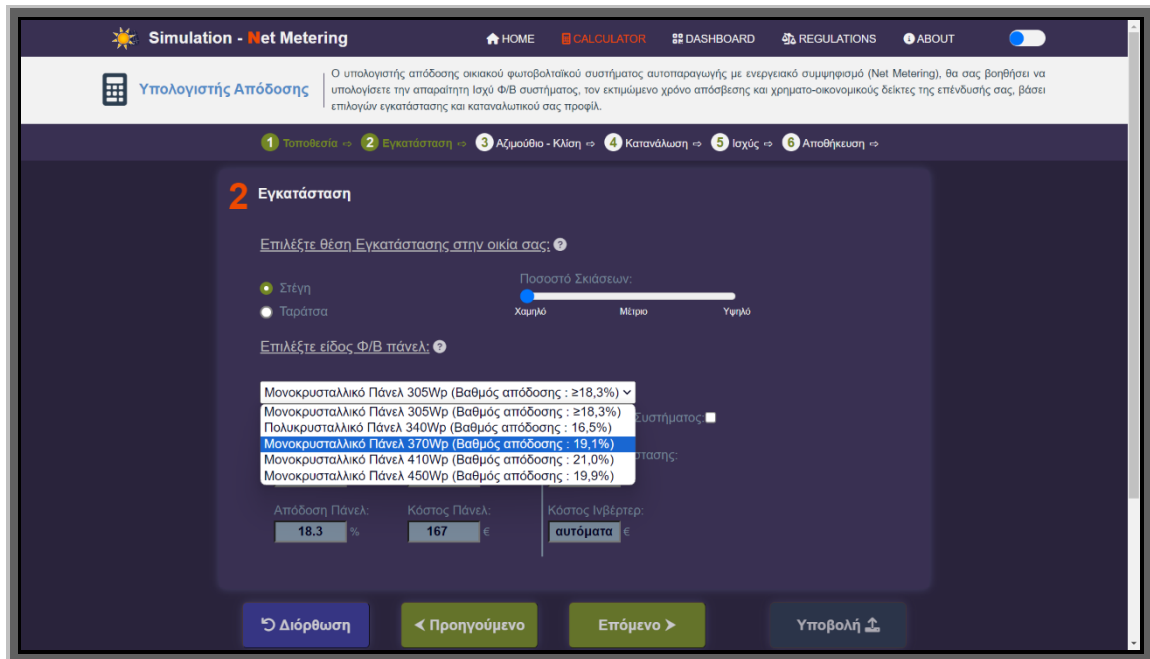 Simulation - Net Metering
HOME
CALCULATOR
DASHBOARD
REGULATIONS
ABOUT
Υπολογιστής Απόδοσης
Ο υπολογιστής απόδοσης οικιακού φωτοβολταϊκού συστήματος αυτοπαραγωγής με ενεργειακό συμψηφισμό (Net Metering), θα σας βοηθήσει να
υπολογίσετε την απαραίτητη Ισχύ Φ/Β συστήματος, τον εκτιμώμενο χρόνο απόσβεσης και χρηματο-οικονομικούς δείκτες της επένδυσής σας, βάσει
επιλογών εγκατάστασης και καταναλωτικού σας προφίλ.
1 Τοποθεσία ⇨ 2 Εγκατάσταση ⇨ 3 Αζιμούθιο - Κλίση ⇨ 4 Κατανάλωση ⇨ 5 Ισχύς ⇨ 6 Αποθήκευση ⇨
2 Εγκατάσταση
Επιλέξτε θέση Εγκατάστασης στην οικία σας: ?
Ποσοστό Σκιάσεων:
Στέγη
Ταράτσα
Χαμηλό Μέτριο Υψηλό
Επιλέξτε είδος Φ/Β πάνελ: ?
Μονοκρυσταλλικό Πάνελ 305Wp (Βαθμός απόδοσης : ≥18,3%)
Μονοκρυσταλλικό Πάνελ 305Wp (Βαθμός απόδοσης : ≥18,3%)
Συστήματος:
Πολυκρυσταλλικό Πάνελ 340Wp (Βαθμός απόδοσης : 16,5%)
Μονοκρυσταλλικό Πάνελ 370Wp (Βαθμός απόδοσης : 19,1%)
Μονοκρυσταλλικό Πάνελ 410Wp (Βαθμός απόδοσης : 21,0%)
Μονοκρυσταλλικό Πάνελ 450Wp (Βαθμός απόδοσης : 19,9%)
Απόδοση Πάνελ: Κόστος Πάνελ: Κόστος Ινβέρτερ:
18.3 % 167 € αυτόματα €
Διόρθωση
Προηγούμενο
Επόμενο
Υποβολή